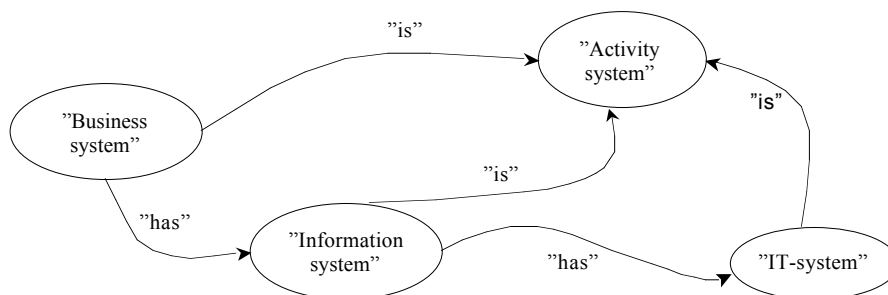 ”is”
”Activity
system”
”is”
”Business
system”
”is”
”has”
”Information
system”
”has”
”IT-system”